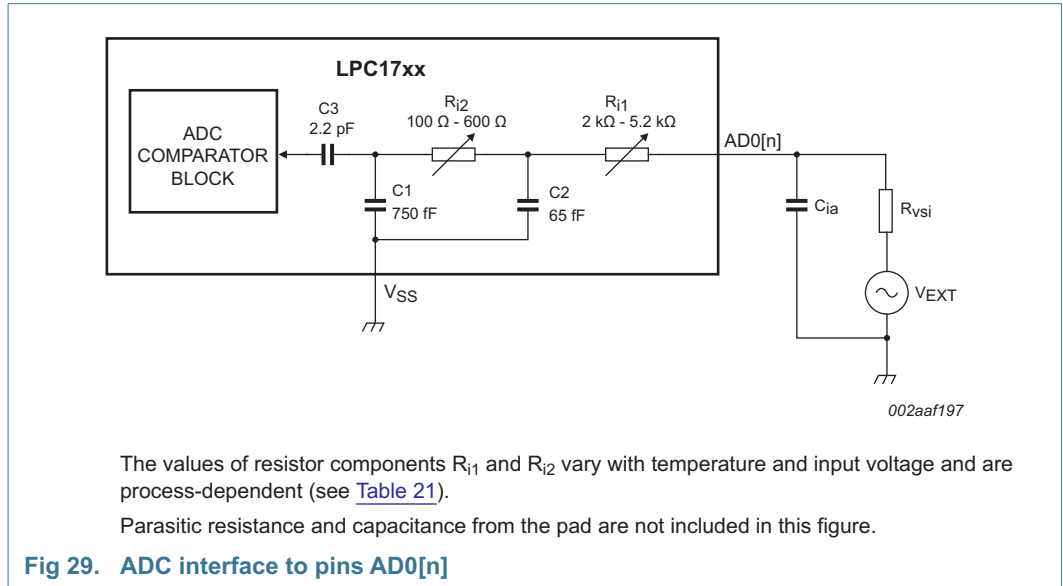 LPC17xx
ADC
COMPARATOR
BLOCK
C3
2.2 pF
Ri2
100 Ω - 600 Ω
Ri1
2 kΩ - 5.2 kΩ
AD0[n]
C1
750 fF
C2
65 fF
Cia
Rvsi
VSS
VEXT
002aaf197
The values of resistor components Ri1 and Ri2 vary with temperature and input voltage and are
process-dependent (see Table 21).
Parasitic resistance and capacitance from the pad are not included in this figure.
Fig 29. ADC interface to pins AD0[n]